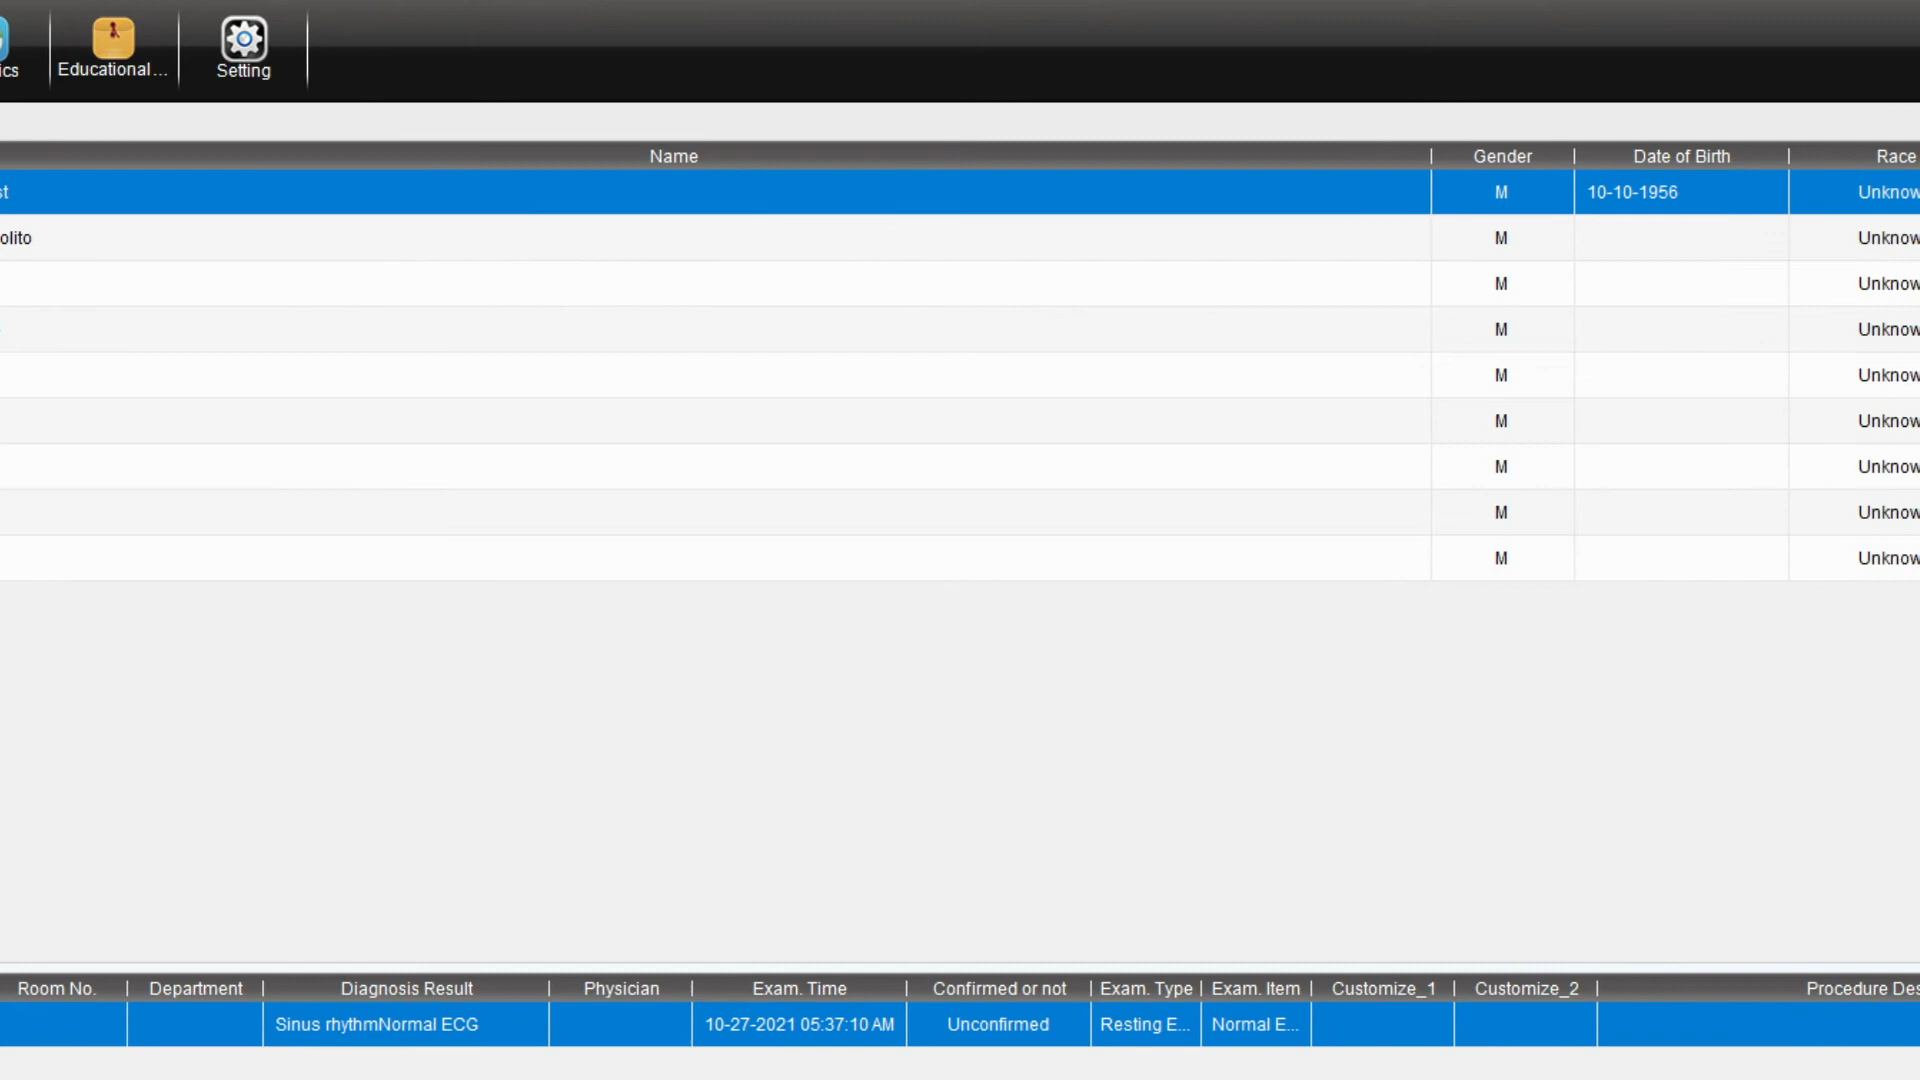 ics Educational... Setting
Name Gender Date of Birth Race
st M 10-10-1956 Unknow
olito M Unknow
M Unknow
M Unknow
M Unknow
M Unknow
M Unknow
M Unknow
M Unknow
Room No. Department Diagnosis Result Physician Exam. Time Confirmed or not Exam. Type Exam. Item Customize_1 Customize_2 Procedure Des
Sinus rhythmNormal ECG 10-27-2021 05:37:10 AM Unconfirmed Resting E... Normal E...